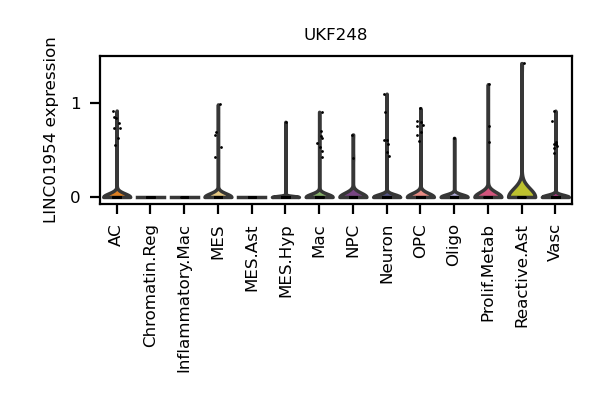 UKF248
LINC01954 expression
1
0
AC
Chromatin.Reg
Inflammatory.Mac
MES
MES.Ast
MES.Hyp
Mac
NPC
Neuron
OPC
Oligo
Prolif.Metab
Reactive.Ast
Vasc